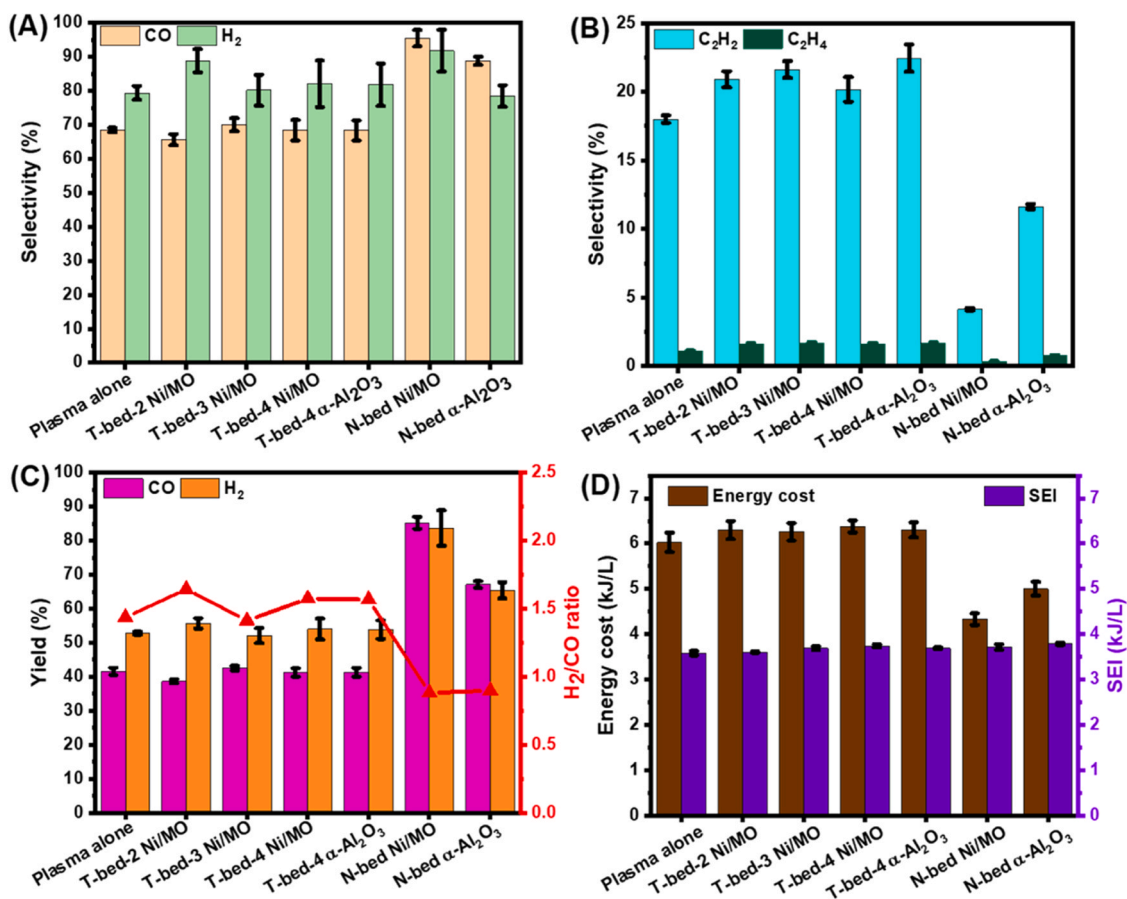 (A)
CO H₂
Selectivity (%)
100
90
80
70
60
50
40
30
20
10
0
Plasma alone
T-bed-2 Ni/MO
T-bed-3 Ni/MO
T-bed-4 Ni/MO
T-bed-4 α-Al₂O₃
N-bed Ni/MO
N-bed α-Al₂O₃
(B)
C₂H₂ C₂H₄
Selectivity (%)
25
20
15
10
5
0
Plasma alone
T-bed-2 Ni/MO
T-bed-3 Ni/MO
T-bed-4 Ni/MO
T-bed-4 α-Al₂O₃
N-bed Ni/MO
N-bed α-Al₂O₃
(C)
CO H₂
Yield (%)
100
90
80
70
60
50
40
30
20
10
0
H₂/CO ratio
2.5
2.0
1.5
1.0
0.5
0.0
Plasma alone
T-bed-2 Ni/MO
T-bed-3 Ni/MO
T-bed-4 Ni/MO
T-bed-4 α-Al₂O₃
N-bed Ni/MO
N-bed α-Al₂O₃
(D)
Energy cost SEI
Energy cost (kJ/L)
7
6
5
4
3
2
1
0
SEI (kJ/L)
7
6
5
4
3
2
1
0
Plasma alone
T-bed-2 Ni/MO
T-bed-3 Ni/MO
T-bed-4 Ni/MO
T-bed-4 α-Al₂O₃
N-bed Ni/MO
N-bed α-Al₂O₃